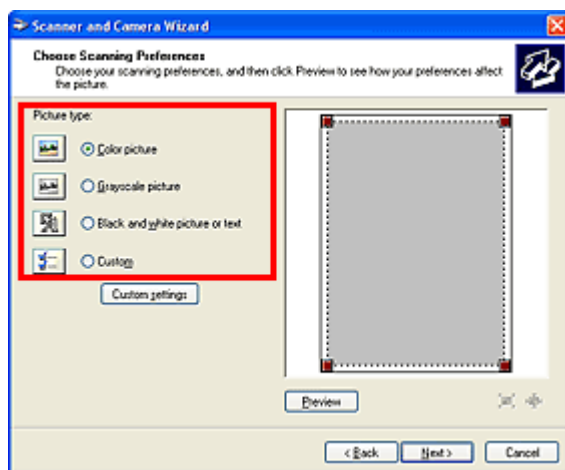 Scanner and Camera Wizard
Choose Scanning Preferences
Choose your scanning preferences, and then click Preview to see how your preferences affect
the picture.
Picture type:
Color picture
Grayscale picture
Black and white picture or text
Custom
Custom settings
Preview
< Back
Next >
Cancel